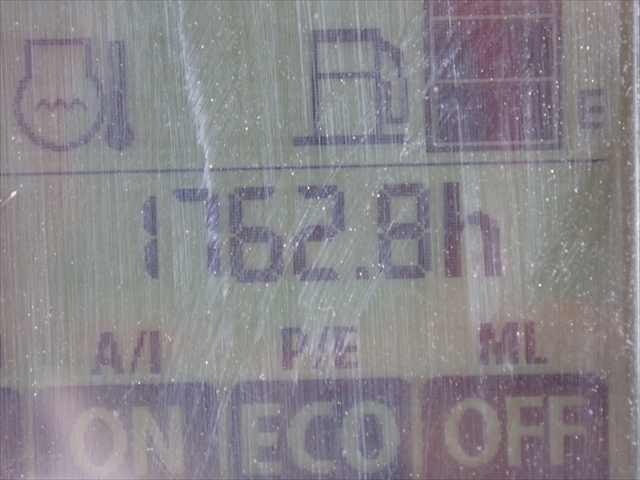 E
1762.8h
A/I P/E ML
ON ECO OFF